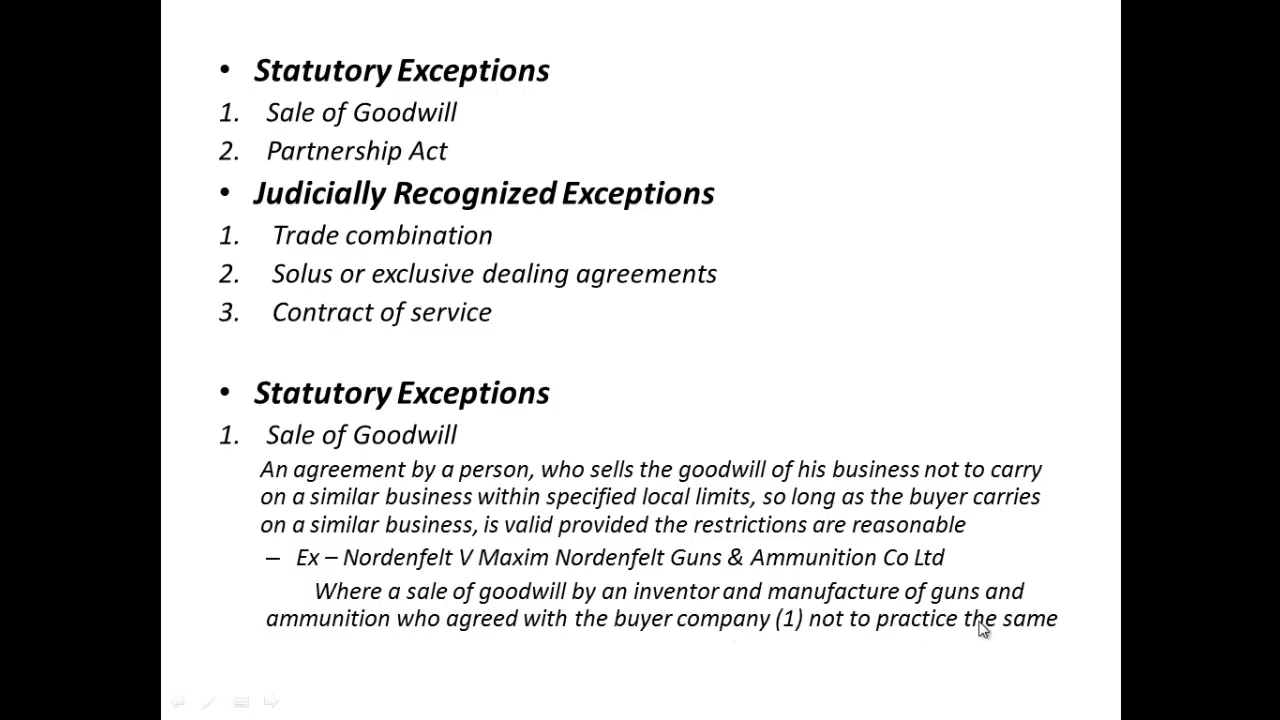 • Statutory Exceptions
1. Sale of Goodwill
2. Partnership Act
• Judicially Recognized Exceptions
1. Trade combination
2. Solus or exclusive dealing agreements
3. Contract of service
• Statutory Exceptions
1. Sale of Goodwill
An agreement by a person, who sells the goodwill of his business not to carry
on a similar business within specified local limits, so long as the buyer carries
on a similar business, is valid provided the restrictions are reasonable
– Ex – Nordenfelt V Maxim Nordenfelt Guns & Ammunition Co Ltd
Where a sale of goodwill by an inventor and manufacture of guns and
ammunition who agreed with the buyer company (1) not to practice the same